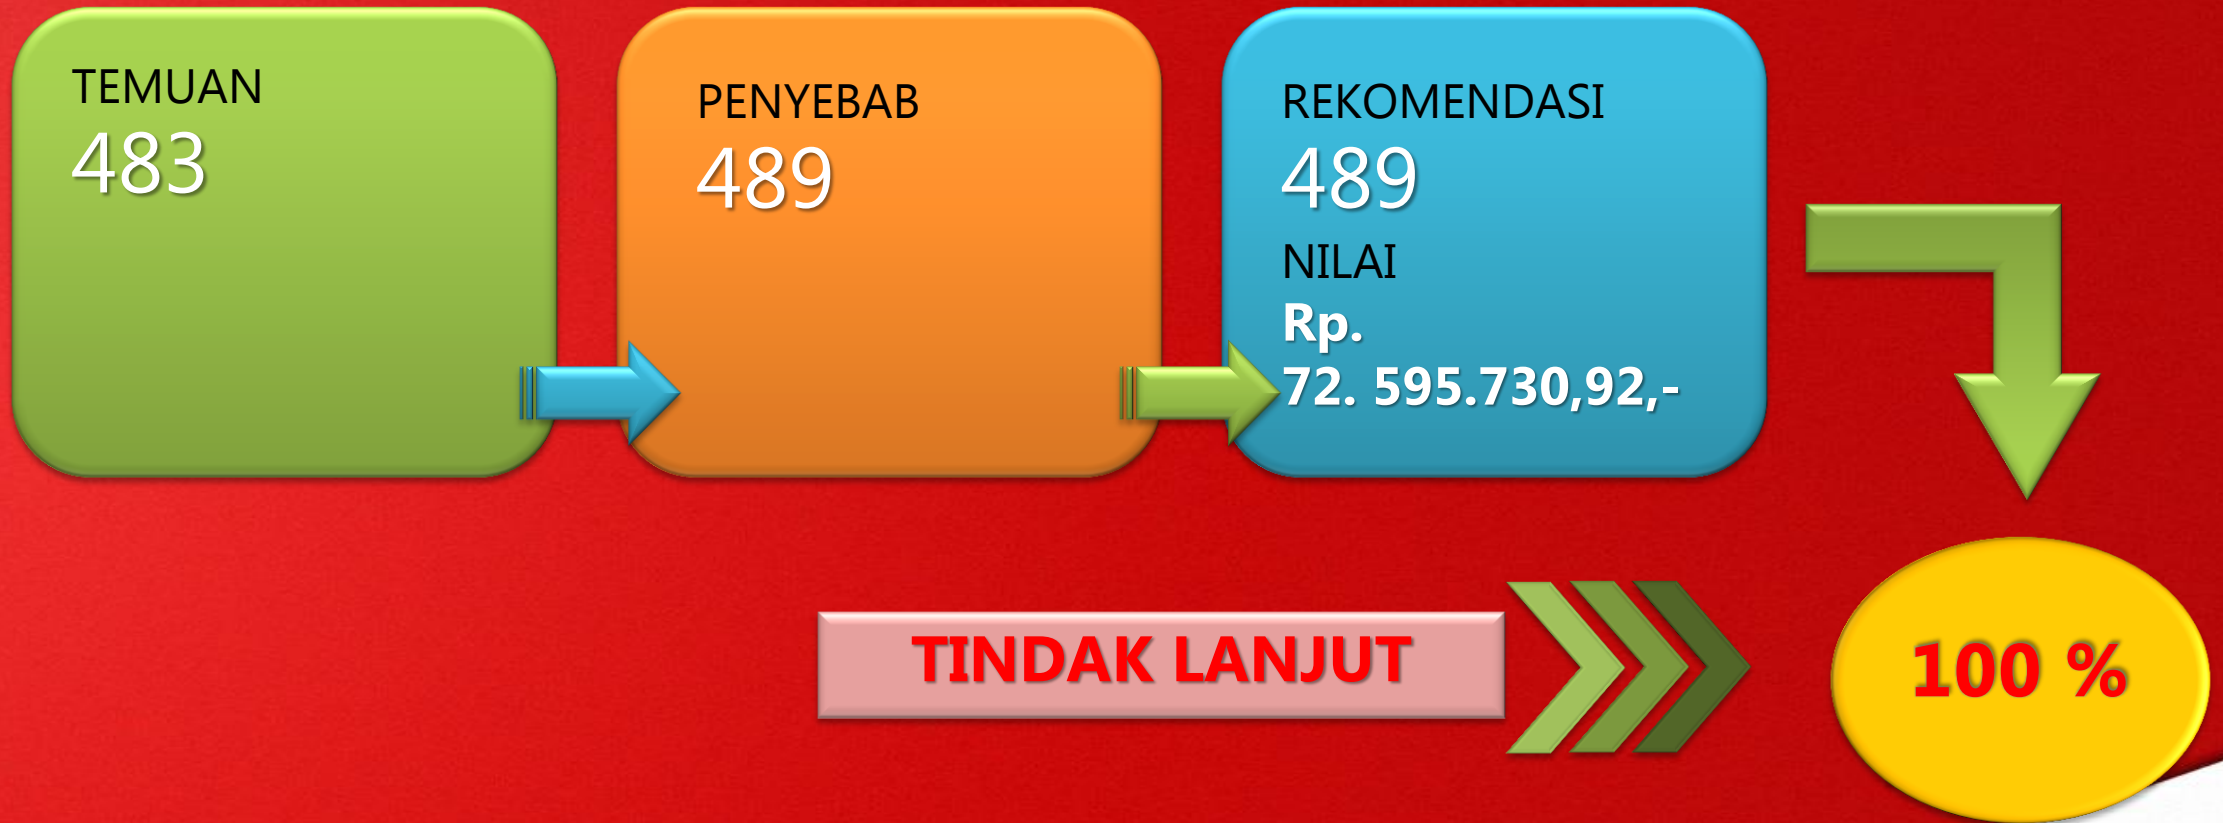 TEMUAN
483
PENYEBAB
489
REKOMENDASI
489
NILAI
Rp.
72. 595.730,92,-
TINDAK LANJUT
100 %